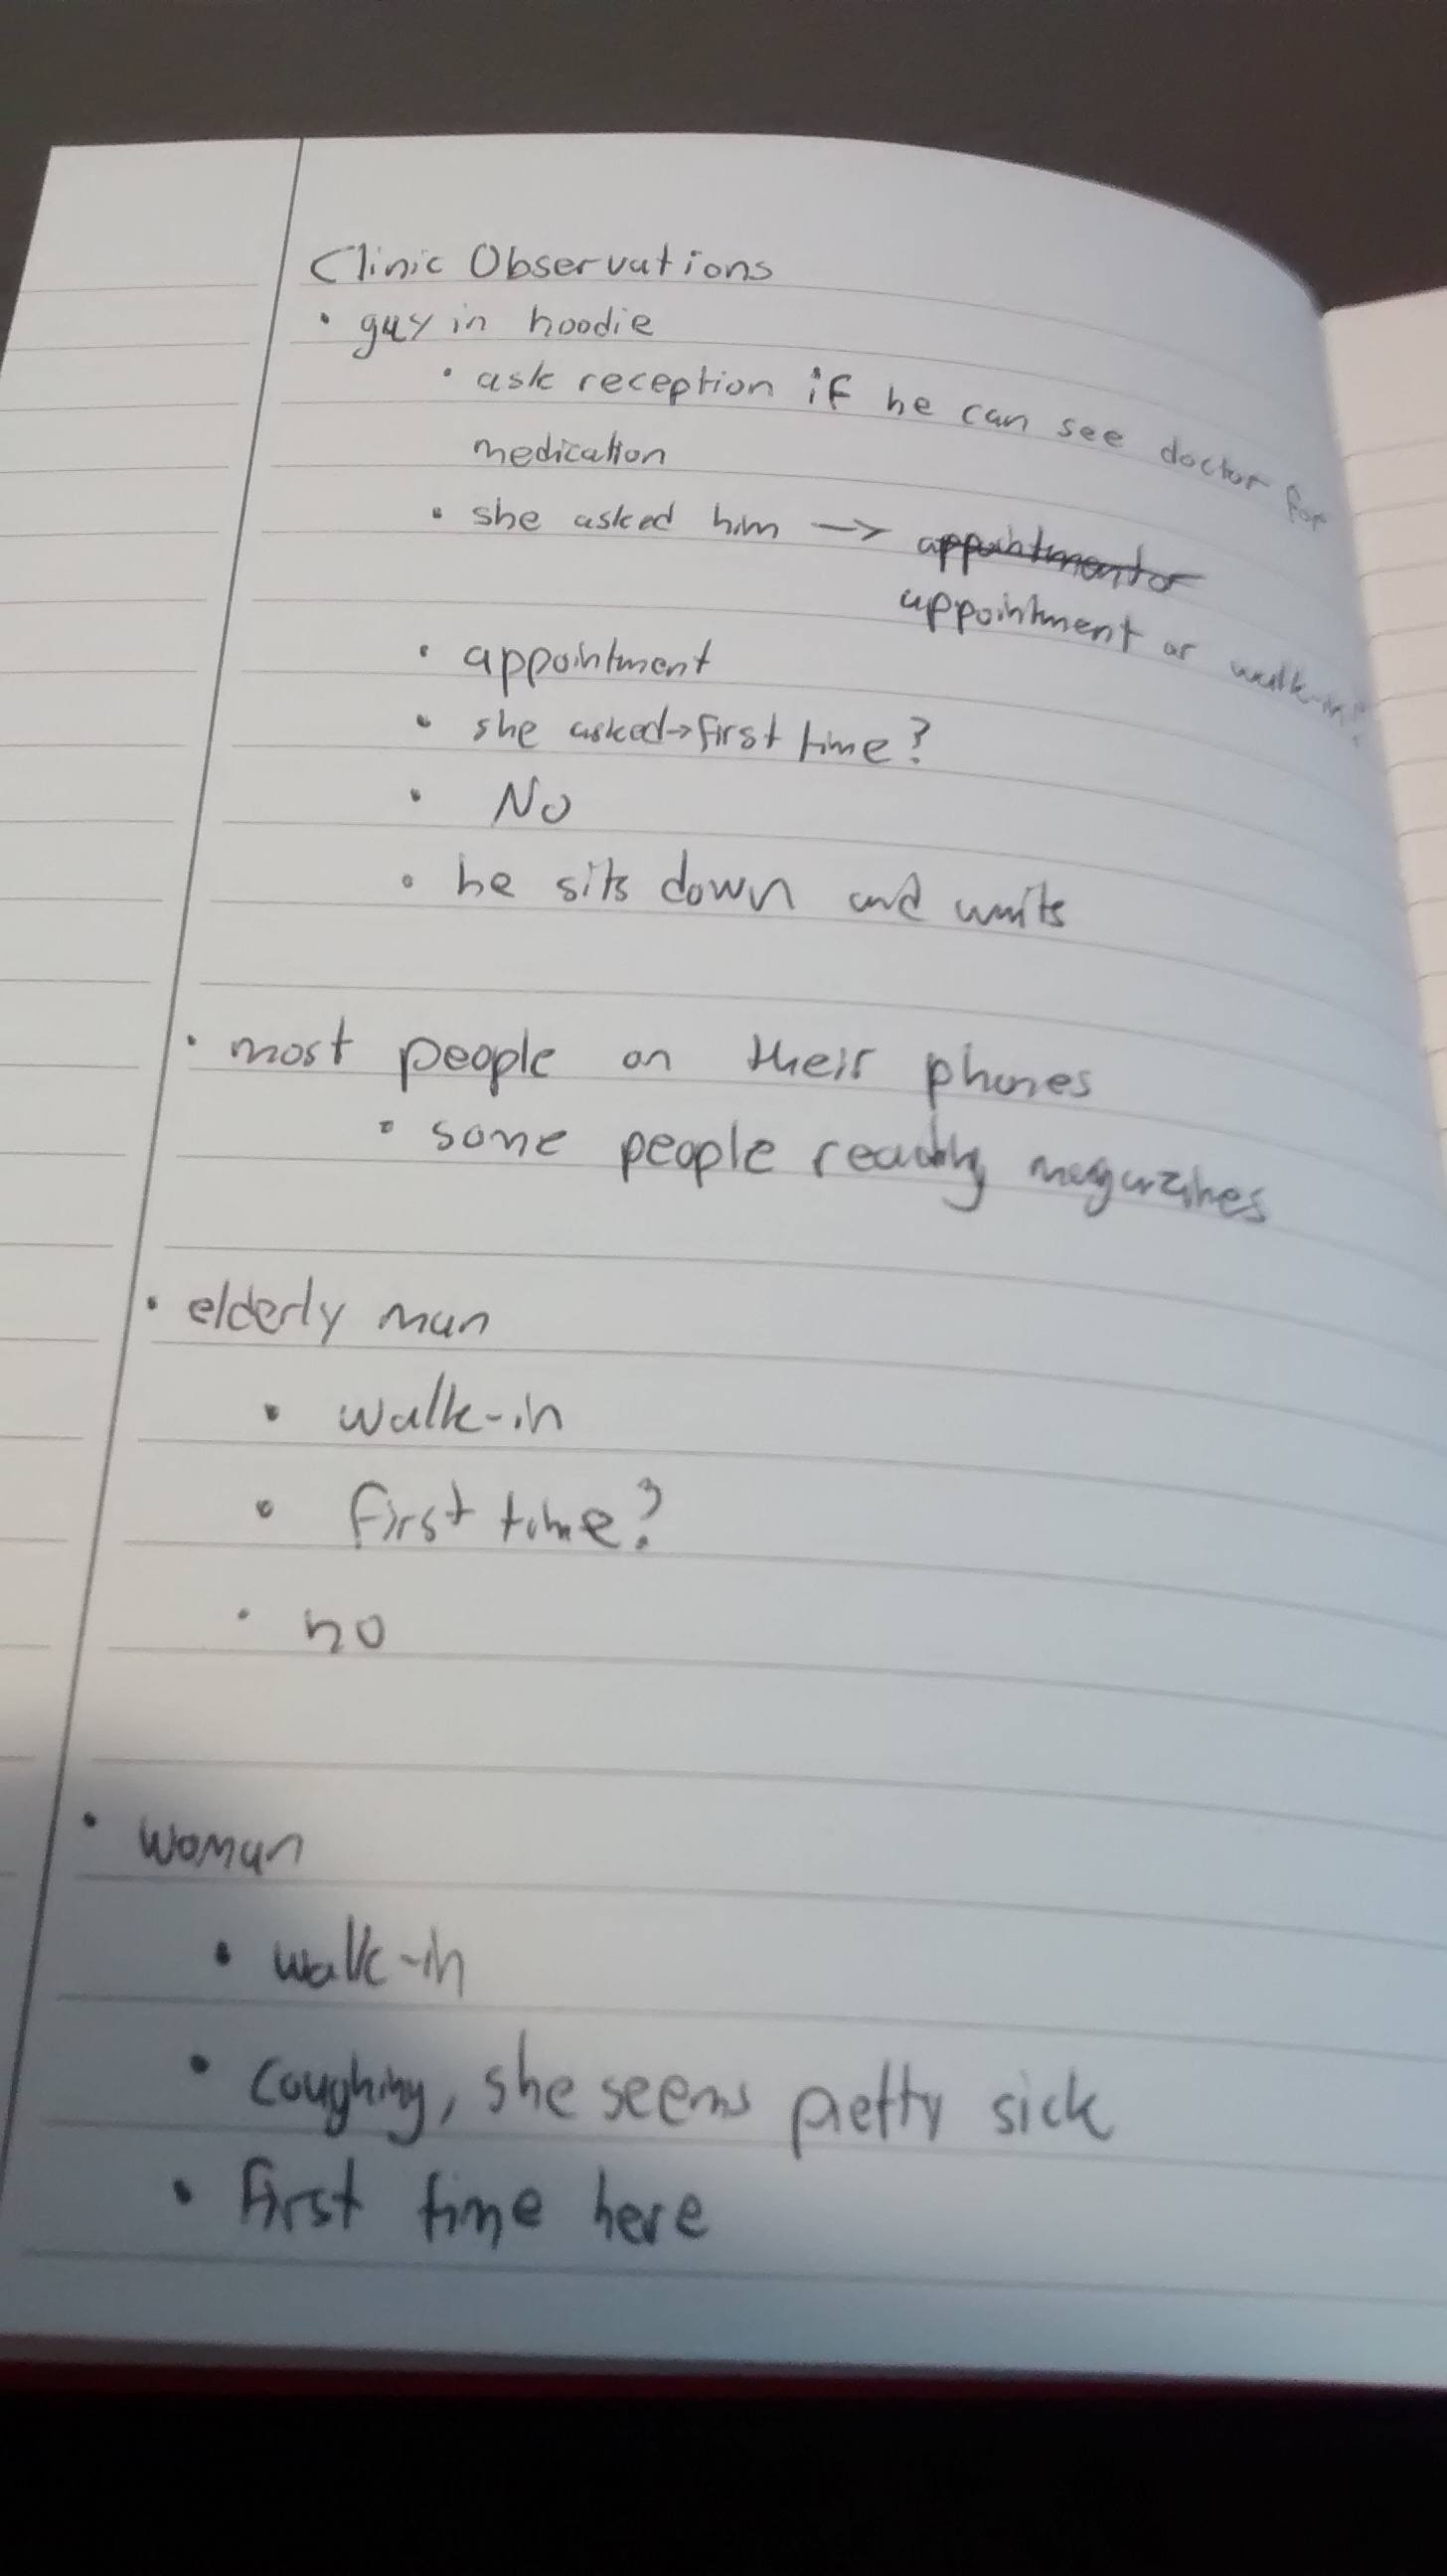 Clinic Observations
• guy in hoodie
• ask reception if he can see doctor for
medication
• she asked him → appointment or
appointment or walk-in?
• appointment
• she asked→first time?
• No
• he sits down and waits
• most people on their phones
• some people reading magazines
• elderly man
• walk-in
• first time?
• no
• woman
• walk-in
• coughing, she seems pretty sick
• first time here